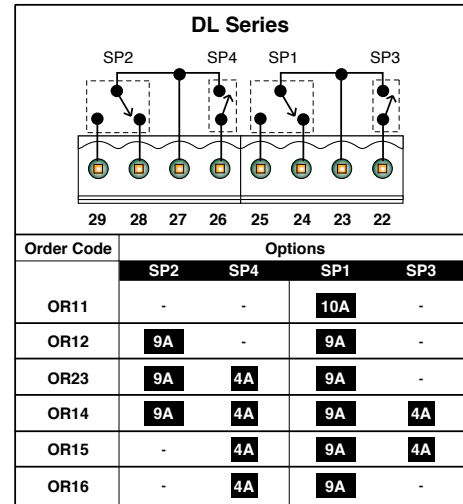 DL Series
SP2 SP4 SP1 SP3
29 28 27 26 25 24 23 22
Order Code Options
SP2 SP4 SP1 SP3
OR11 - - 10A -
OR12 9A - 9A -
OR23 9A 4A 9A -
OR14 9A 4A 9A 4A
OR15 - 4A 9A 4A
OR16 - 4A 9A -